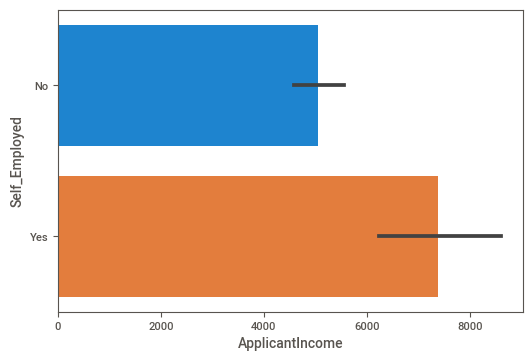 No
Yes
Self_Employed
0 2000 4000 6000 8000
ApplicantIncome